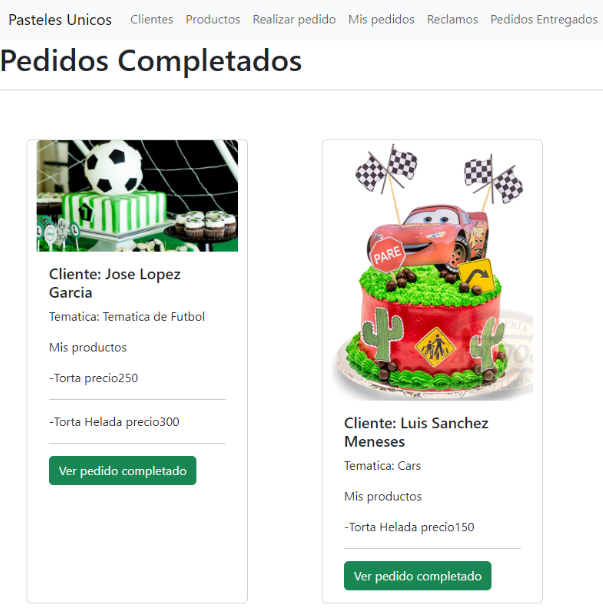 Pasteles Unicos Clientes Productos Realizar pedido Mis pedidos Reclamos Pedidos Entregados
Pedidos Completados
Cliente: Jose Lopez
Garcia
Tematica: Tematica de Futbol
Mis productos
-Torta precio250
-Torta Helada precio300
Ver pedido completado
PARE
Cliente: Luis Sanchez
Meneses
Tematica: Cars
Mis productos
-Torta Helada precio150
Ver pedido completado